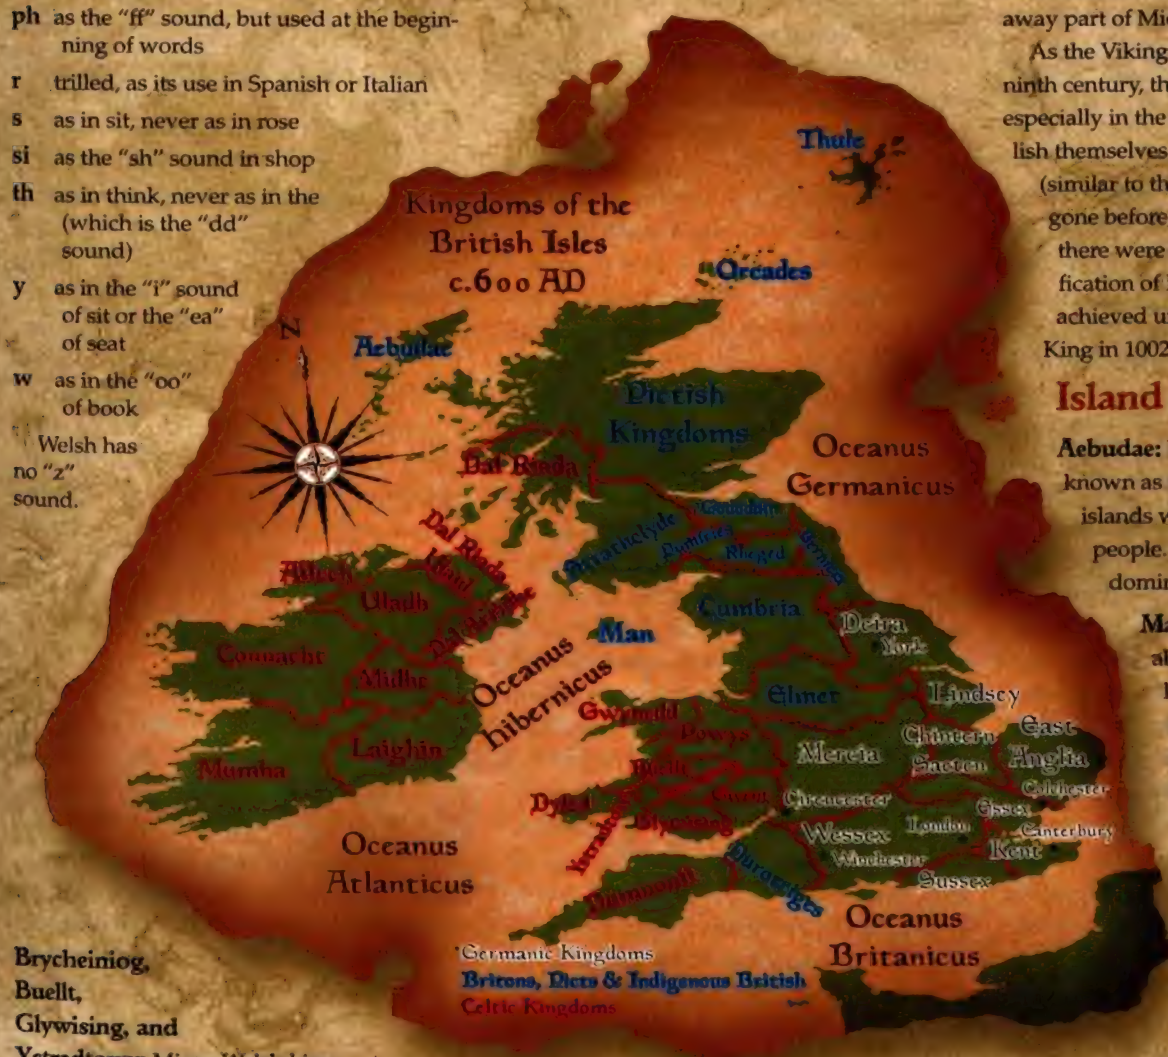 ph as the “ff” sound, but used at the begin-
ning of words
r trilled, as its use in Spanish or Italian
s as in sit, never as in rose
si as the “sh” sound in shop
th as in think, never as in the
(which is the “dd”
sound)
y as in the “i” sound
of sit or the “ea”
of seat
w as in the “oo”
of book
Welsh has
no “z”
sound.
Brycheiniog,
Buellt,
Glywising, and
Kingdoms of the
British Isles
c.600 AD
N
Thule
Orcades
Aebudae
Pictish
Kingdoms
Oceanus
Germanicus
Dal Riada
Strathclyde
Dumfries
Rheged
Cumbria
Dal Riada
Ulaid
Ailech
Uladh
Connacht
Midhe
Laighin
Mumha
Man
Oceanus
hibernicus
Deira
York
Elmet
Lindsey
Gwynedd
Powys
Mercia
Chiltern
Saeten
East
Anglia
Buellt
Dyfed
Gwent
Glywising
Cirencester
Colchester
Essex
London
Canterbury
Kent
Wessex
Winchester
Sussex
Dumnonii
Durotriges
Oceanus
Atlanticus
Oceanus
Britanicus
Germanic Kingdoms
Britons, Picts & Indigenous British
Celtic Kingdoms
away part of
As the Viking
ninth century,
especially in the
lish themselves
(similar to
gone before
there were
fication of
achieved
King in 1002
Island
Aebudae:
known as
islands
people.